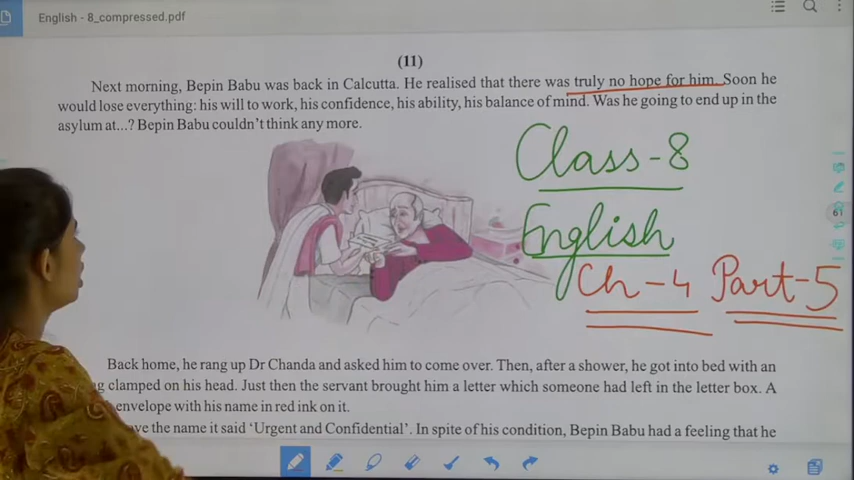 English - 8_compressed.pdf
(11)
Next morning, Bepin Babu was back in Calcutta. He realised that there was truly no hope for him. Soon he
would lose everything: his will to work, his confidence, his ability, his balance of mind. Was he going to end up in the
asylum at...? Bepin Babu couldn't think any more.
Class-8
English
Ch-4 Part-5
61
Back home, he rang up Dr Chanda and asked him to come over. Then, after a shower, he got into bed with an
clamped on his head. Just then the servant brought him a letter which someone had left in the letter box. A
envelope with his name in red ink on it.
the name it said 'Urgent and Confidential'. In spite of his condition, Bepin Babu had a feeling that he